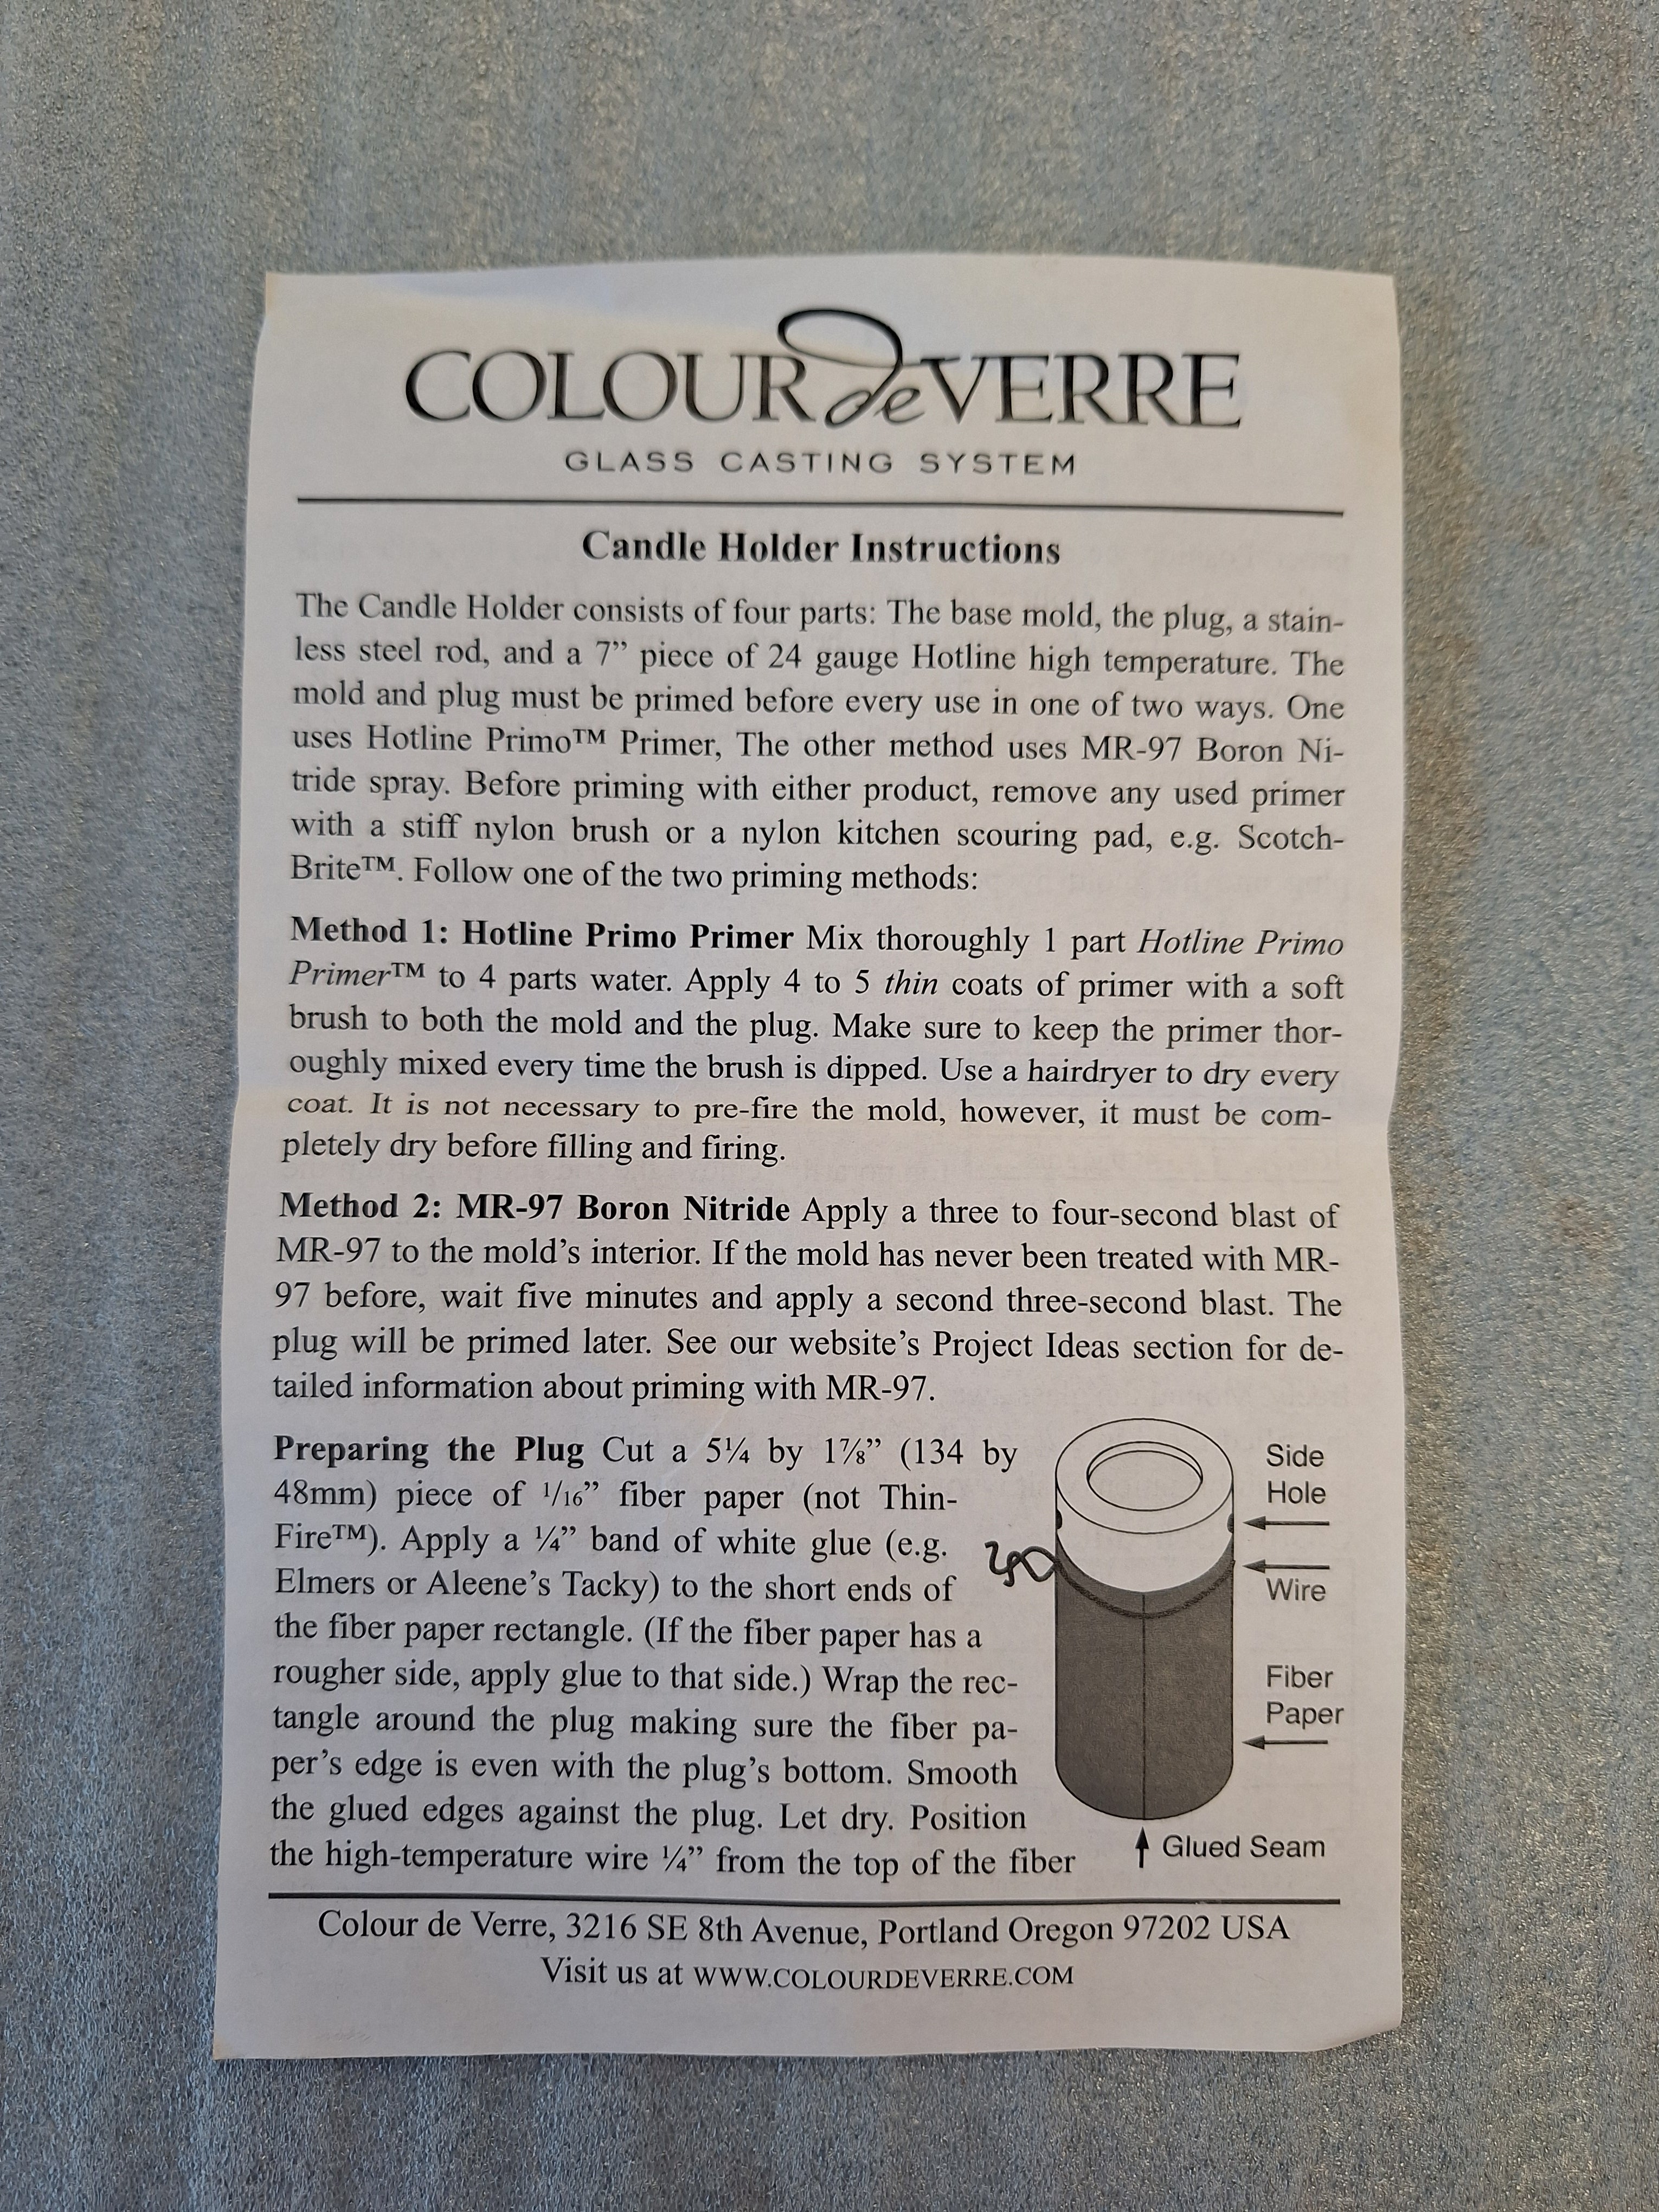 COLOUR de VERRE
GLASS CASTING SYSTEM
Candle Holder Instructions
The Candle Holder consists of four parts: The base mold, the plug, a stain-
less steel rod, and a 7” piece of 24 gauge Hotline high temperature. The
mold and plug must be primed before every use in one of two ways. One
uses Hotline Primo™ Primer, The other method uses MR-97 Boron Ni-
tride spray. Before priming with either product, remove any used primer
with a stiff nylon brush or a nylon kitchen scouring pad, e.g. Scotch-
Brite™. Follow one of the two priming methods:
Method 1: Hotline Primo Primer Mix thoroughly 1 part Hotline Primo
Primer™ to 4 parts water. Apply 4 to 5 thin coats of primer with a soft
brush to both the mold and the plug. Make sure to keep the primer thor-
oughly mixed every time the brush is dipped. Use a hairdryer to dry every
coat. It is not necessary to pre-fire the mold, however, it must be com-
pletely dry before filling and firing.
Method 2: MR-97 Boron Nitride Apply a three to four-second blast of
MR-97 to the mold’s interior. If the mold has never been treated with MR-
97 before, wait five minutes and apply a second three-second blast. The
plug will be primed later. See our website’s Project Ideas section for de-
tailed information about priming with MR-97.
Preparing the Plug Cut a 5¼ by 1⅞” (134 by
48mm) piece of 1/16” fiber paper (not Thin-
Fire™). Apply a ¼” band of white glue (e.g.
Elmers or Aleene’s Tacky) to the short ends of
the fiber paper rectangle. (If the fiber paper has a
rougher side, apply glue to that side.) Wrap the rec-
tangle around the plug making sure the fiber pa-
per’s edge is even with the plug’s bottom. Smooth
the glued edges against the plug. Let dry. Position
the high-temperature wire ¼” from the top of the fiber
Side
Hole
Wire
Fiber
Paper
Glued Seam
Colour de Verre, 3216 SE 8th Avenue, Portland Oregon 97202 USA
Visit us at WWW.COLOURDEVERRE.COM